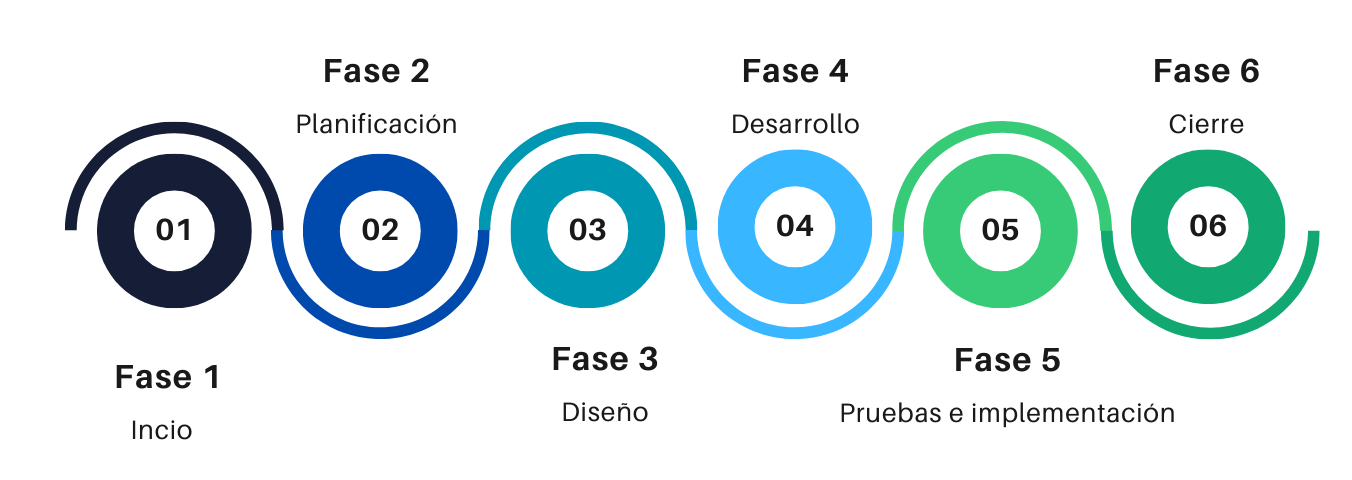 Fase 1
Incio
01
Fase 2
Planificación
02
Fase 3
Diseño
03
Fase 4
Desarrollo
04
Fase 5
Pruebas e implementación
05
Fase 6
Cierre
06